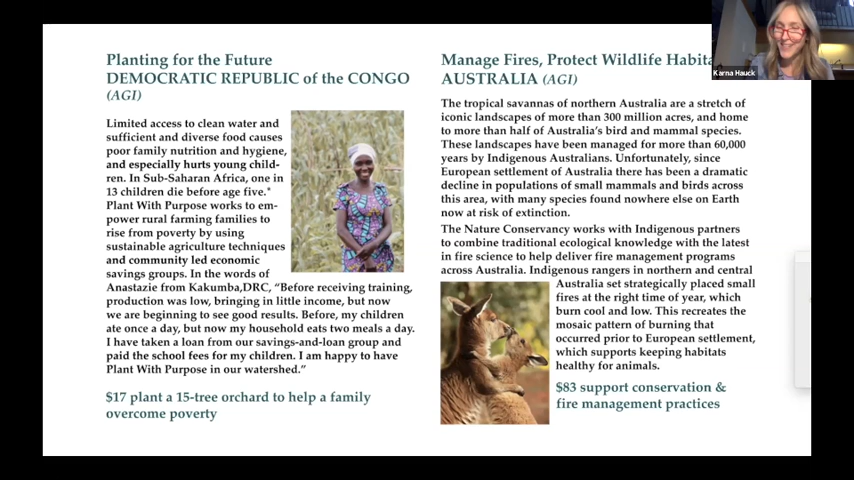 Planting for the Future
DEMOCRATIC REPUBLIC of the CONGO
(AGI)
Limited access to clean water and
sufficient and diverse food causes
poor family nutrition and hygiene,
and especially hurts young child-
ren. In Sub-Saharan Africa, one in
13 children die before age five.*
Plant With Purpose works to em-
power rural farming families to
rise from poverty by using
sustainable agriculture techniques
and community led economic
savings groups. In the words of
Anastazie from Kakumba,DRC, “Before receiving training,
production was low, bringing in little income, but now
we are beginning to see good results. Before, my children
ate once a day, but now my household eats two meals a day.
I have taken a loan from our savings-and-loan group and
paid the school fees for my children. I am happy to have
Plant With Purpose in our watershed.”
$17 plant a 15-tree orchard to help a family
overcome poverty
Manage Fires, Protect Wildlife
AUSTRALIA (AGI)
The tropical savannas of northern Australia are a stretch of
iconic landscapes of more than 300 million acres, and home
to more than half of Australia’s bird and mammal species.
These landscapes have been managed for more than 60,000
years by Indigenous Australians. Unfortunately, since
European settlement of Australia there has been a dramatic
decline in populations of small mammals and birds across
this area, with many species found nowhere else on Earth
now at risk of extinction.
The Nature Conservancy works with Indigenous partners
to combine traditional ecological knowledge with the latest
in fire science to help deliver fire management programs
across Australia. Indigenous rangers in northern and central
Australia set strategically placed small
fires at the right time of year, which
burn cool and low. This recreates the
mosaic pattern of burning that
occurred prior to European settlement,
which supports keeping habitats
healthy for animals.
$83 support conservation &
fire management practices
Karna Hauck